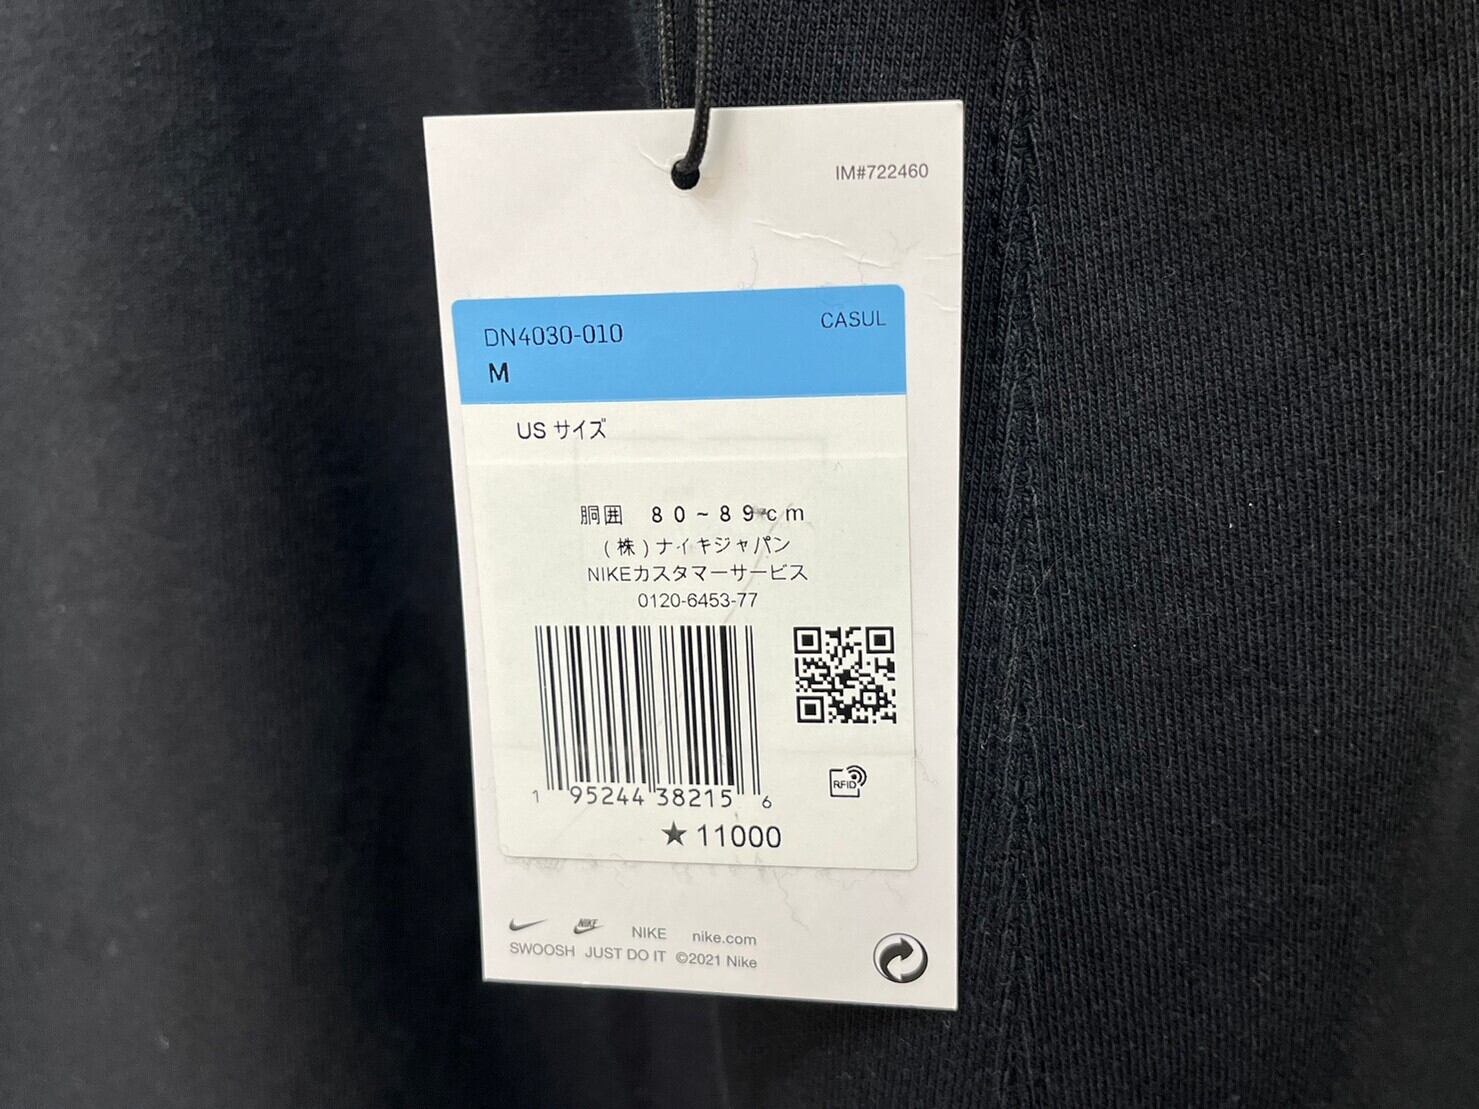 IM#722460
DN4030-010
CASUL
M
US サイズ
胴囲 80~89cm
(株)ナイキジャパン
NIKEカスタマーサービス
0120-6453-77
1 95244 38215 6
RFID
★11000
NIKE NIKE nike.com
SWOOSH JUST DO IT ©2021 Nike